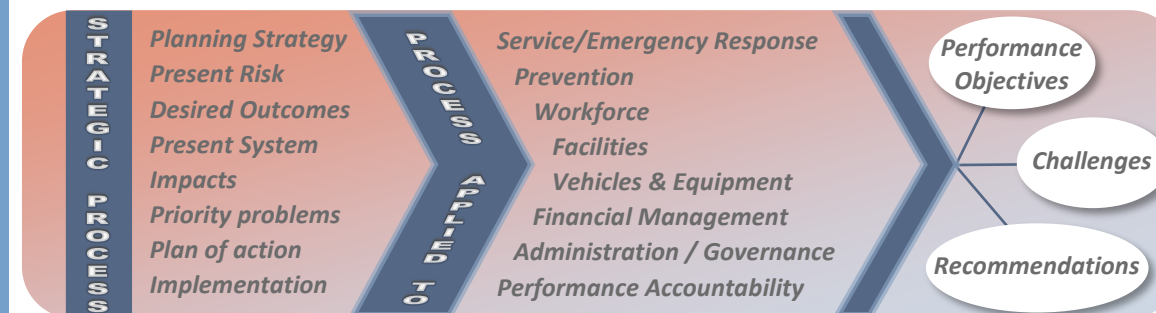 STRATEGIC PROCESS
Planning Strategy
Present Risk
Desired Outcomes
Present System
Impacts
Priority problems
Plan of action
Implementation
PROCESS APPLIED TO
Service/Emergency Response
Prevention
Workforce
Facilities
Vehicles & Equipment
Financial Management
Administration / Governance
Performance Accountability
Performance
Objectives
Challenges
Recommendations